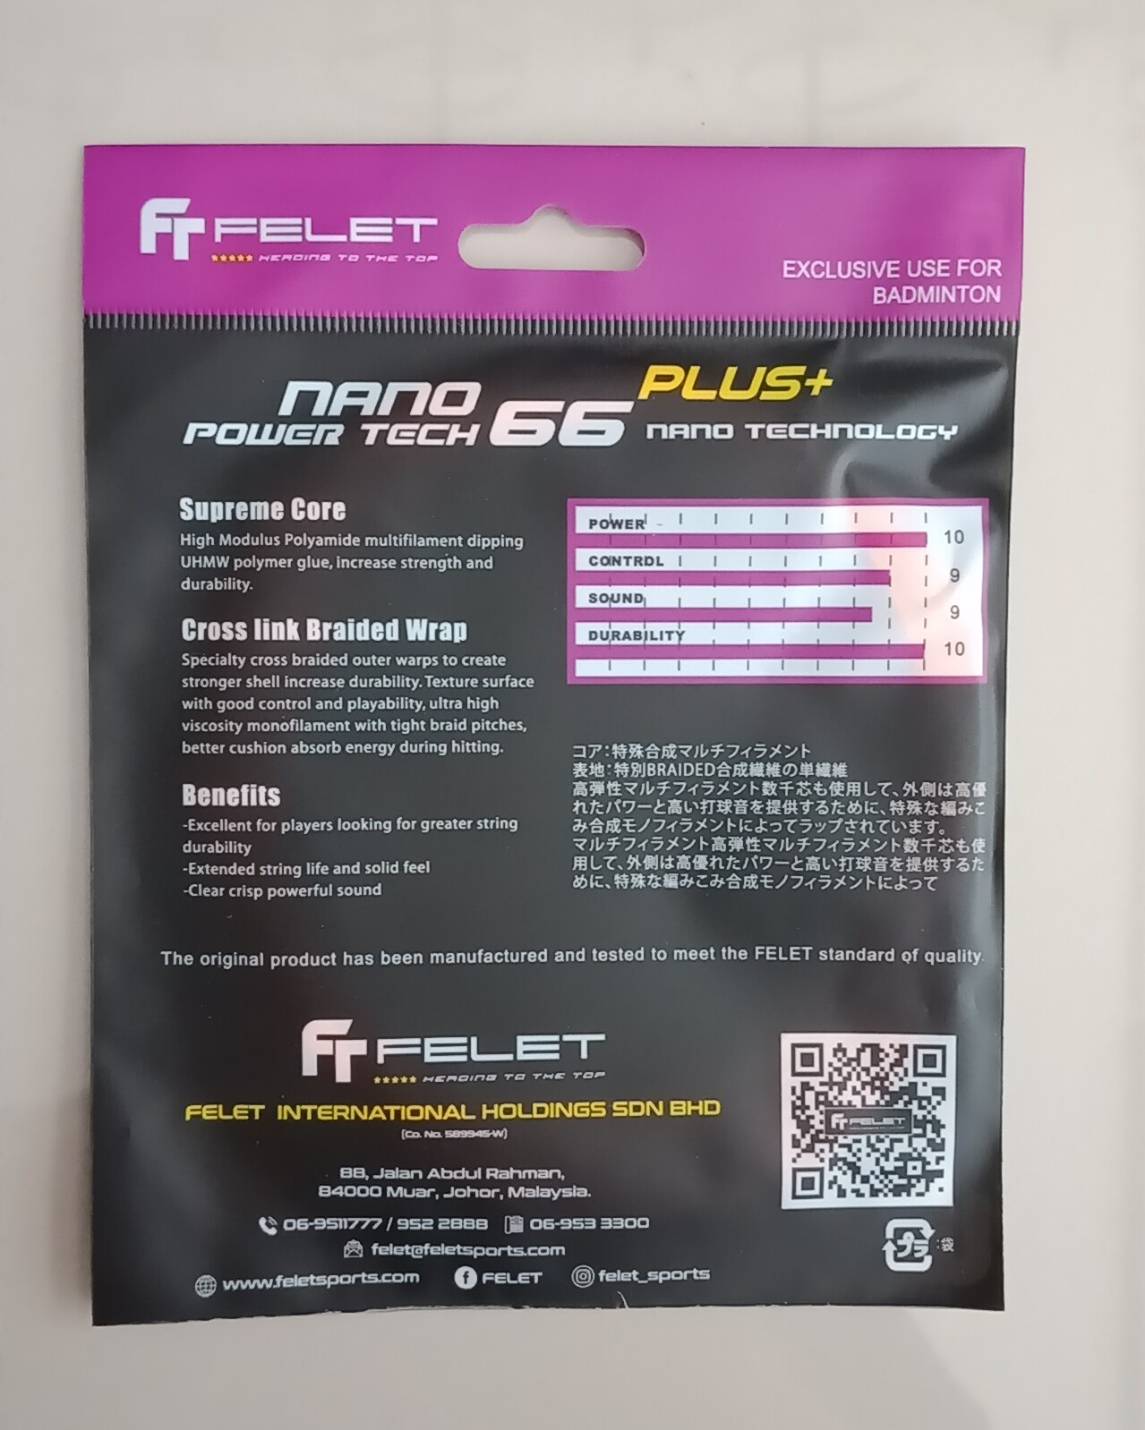 FT FELET
HEADING TO THE TOP
EXCLUSIVE USE FOR
BADMINTON
NANO
POWER TECH 66
PLUS+
NANO TECHNOLOGY
Supreme Core
High Modulus Polyamide multifilament dipping
UHMW polymer glue, increase strength and
durability.
Cross link Braided Wrap
Specialty cross braided outer warps to create
stronger shell increase durability. Texture surface
with good control and playability, ultra high
viscosity monofilament with tight braid pitches,
better cushion absorb energy during hitting.
Benefits
-Excellent for players looking for greater string
durability
-Extended string life and solid feel
-Clear crisp powerful sound
POWER 10
CONTROL 9
SOUND 9
DURABILITY 10
コア:特殊合成マルチフィラメント
表地:特別BRAIDED合成繊維の単繊維
高弾性マルチフィラメント数千芯も使用して、外側は高優
れたパワーと高い打球音を提供するために、特殊な編みこ
み合成モノフィラメントによってラップされています。
マルチフィラメント高弾性マルチフィラメント数千芯も使
用して、外側は高優れたパワーと高い打球音を提供するた
めに、特殊な編みこみ合成モノフィラメントによって
The original product has been manufactured and tested to meet the FELET standard of quality.
FT FELET
HEADING TO THE TOP
FELET INTERNATIONAL HOLDINGS SDN BHD
(Co. No. 589945-W)
88, Jalan Abdul Rahman,
84000 Muar, Johor, Malaysia.
06-9511777 / 952 2888 06-953 3300
felet@feletsports.com
www.feletsports.com FELET felet_sports
FT FELET
プラ :袋